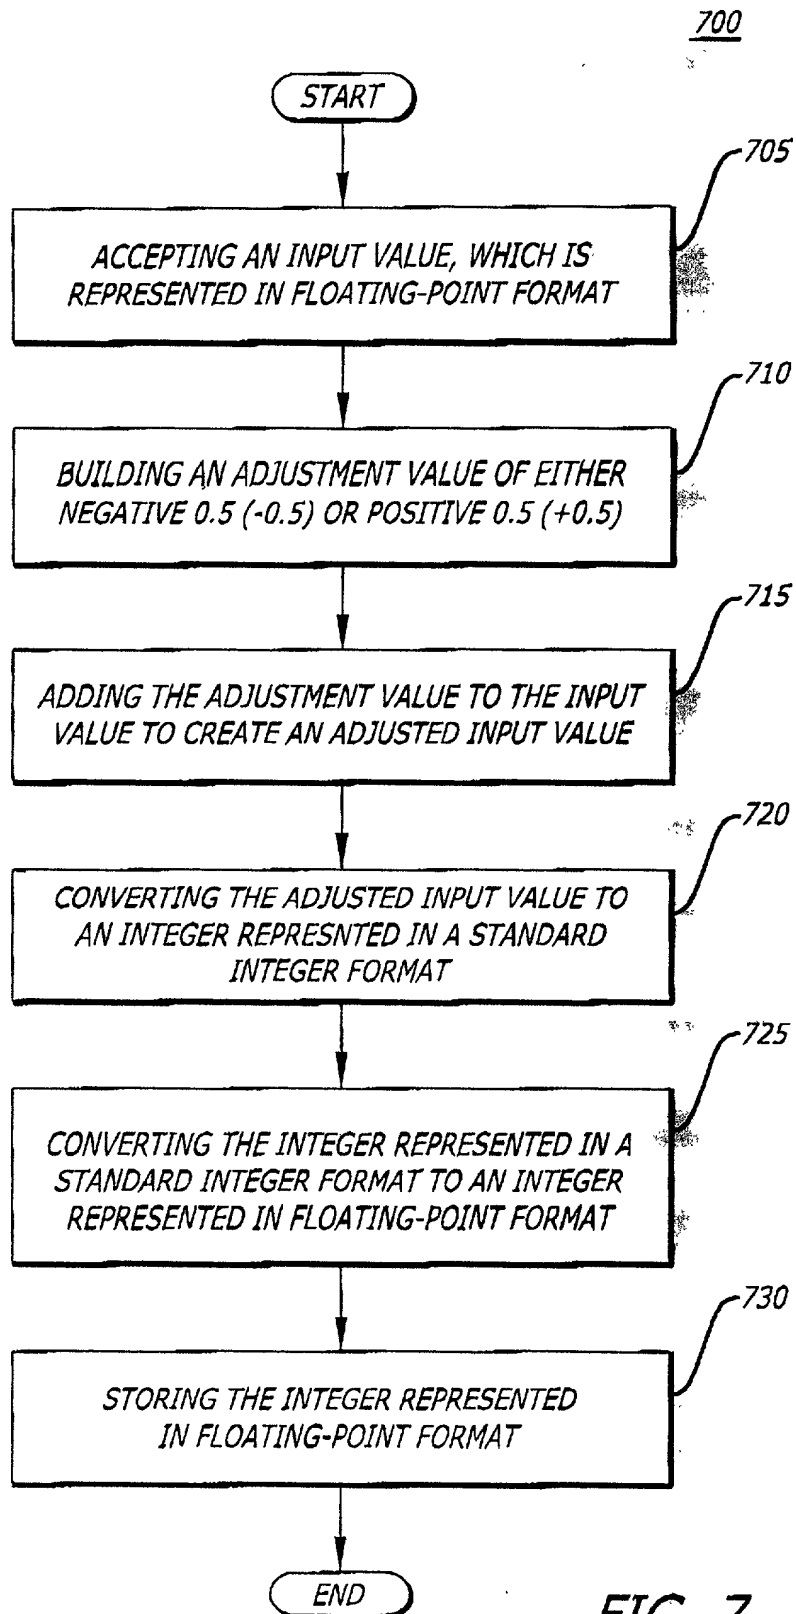 700
START
705
ACCEPTING AN INPUT VALUE, WHICH IS
REPRESENTED IN FLOATING-POINT FORMAT
710
BUILDING AN ADJUSTMENT VALUE OF EITHER
NEGATIVE 0.5 (-0.5) OR POSITIVE 0.5 (+0.5)
715
ADDING THE ADJUSTMENT VALUE TO THE INPUT
VALUE TO CREATE AN ADJUSTED INPUT VALUE
720
CONVERTING THE ADJUSTED INPUT VALUE TO
AN INTEGER REPRESNTED IN A STANDARD
INTEGER FORMAT
725
CONVERTING THE INTEGER REPRESENTED IN A
STANDARD INTEGER FORMAT TO AN INTEGER
REPRESENTED IN FLOATING-POINT FORMAT
730
STORING THE INTEGER REPRESENTED
IN FLOATING-POINT FORMAT
END
FIG. 7